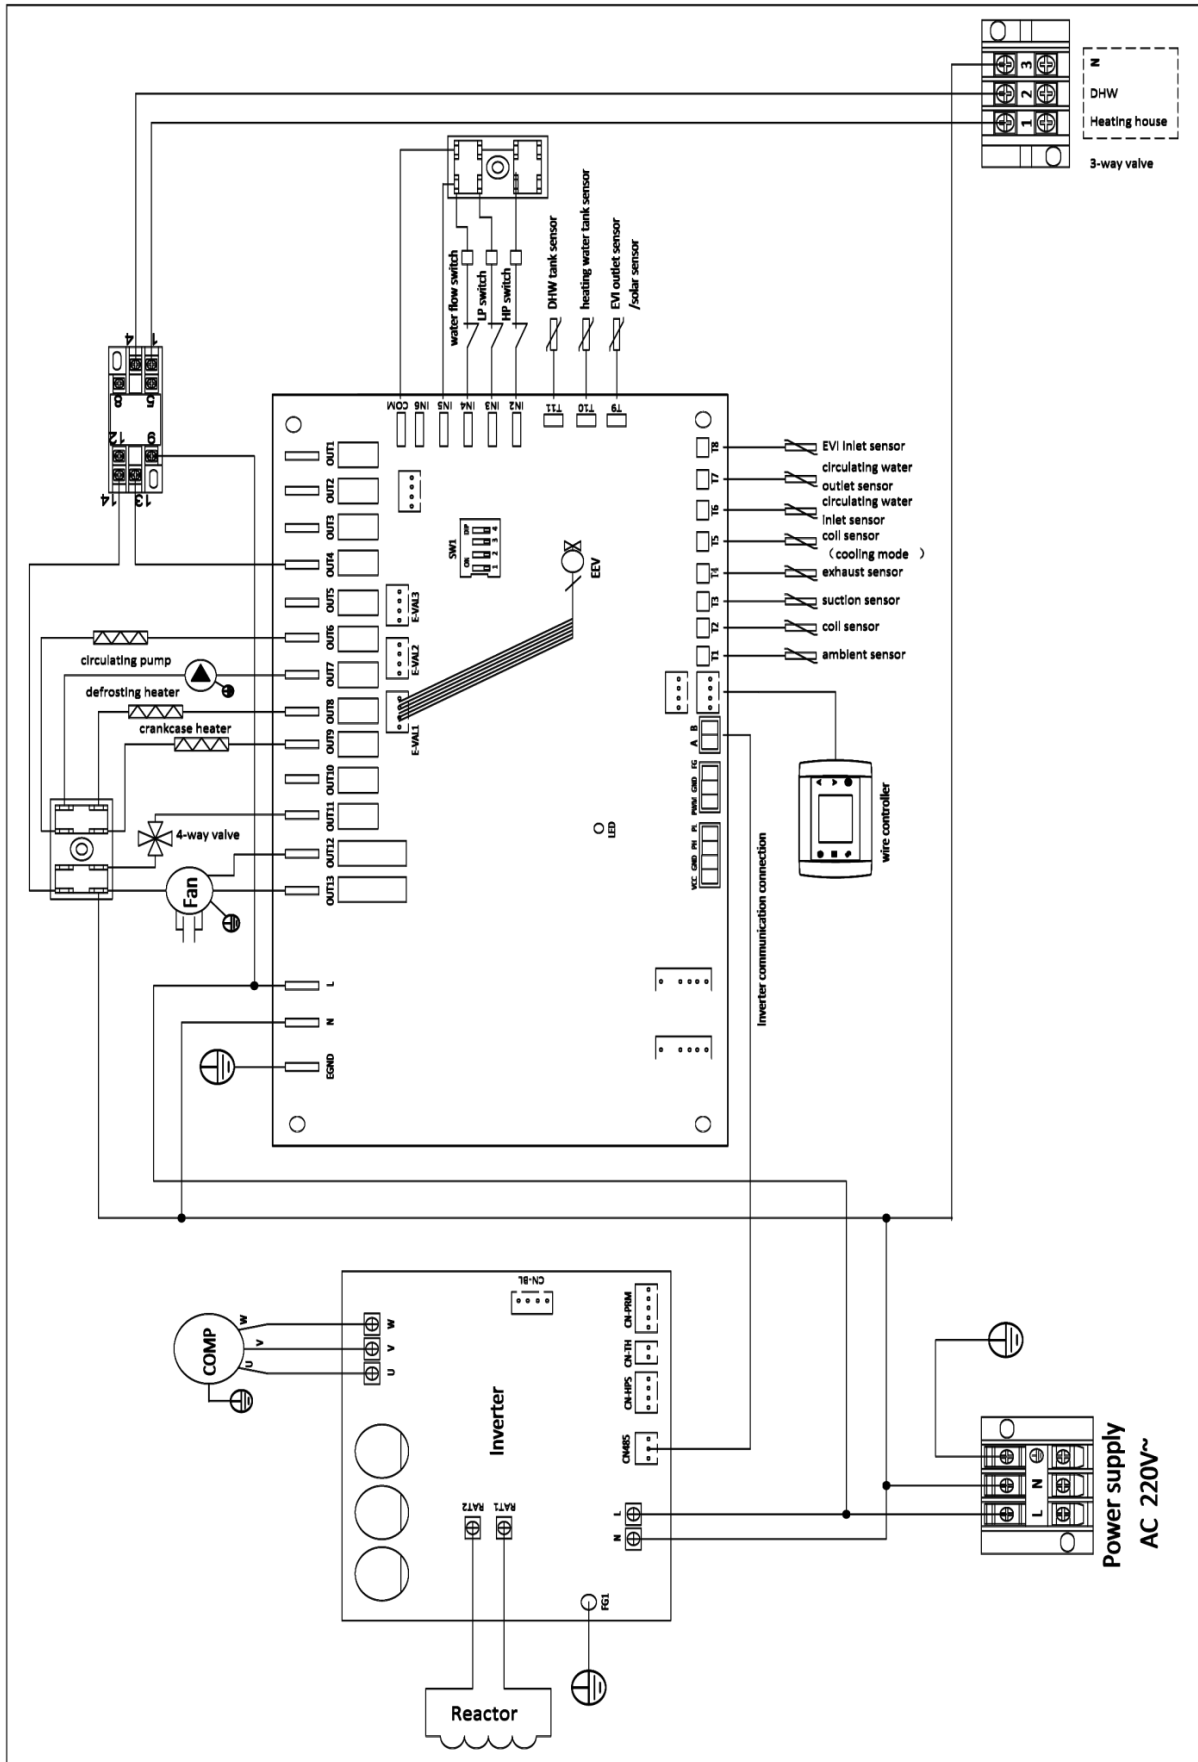 3
2
1
N
DHW
Heating house
3-way valve
water flow switch
LP switch
HP switch
DHW tank sensor
heating water tank sensor
EVI outlet sensor
/solar sensor
4
1
8
5
12
9
14
13
COM
IN6
IN5
IN4
IN3
IN2
T11
T10
T9
OUT1
OUT2
OUT3
OUT4
OUT5
OUT6
OUT7
OUT8
OUT9
OUT10
OUT11
OUT12
OUT13
L
N
EGND
SW1
ON
DIP
1
2
3
4
E-VAL3
E-VAL2
E-VAL1
EEV
LED
T8
T7
T6
T5
T4
T3
T2
T1
EVI inlet sensor
circulating water
outlet sensor
circulating water
inlet sensor
coil sensor
(cooling mode )
exhaust sensor
suction sensor
coil sensor
ambient sensor
circulating pump
defrosting heater
crankcase heater
4-way valve
Fan
A
B
PWM
GND
FG
VCC
GND
PH
PL
wire controller
Inverter communication connection
COMP
W
V
U
W
V
U
CN-BL
CN-PRM
CN-TH
CN-HPS
CN485
Inverter
RAT2
RAT1
L
N
FG1
Reactor
N
L
Power supply
AC 220V~